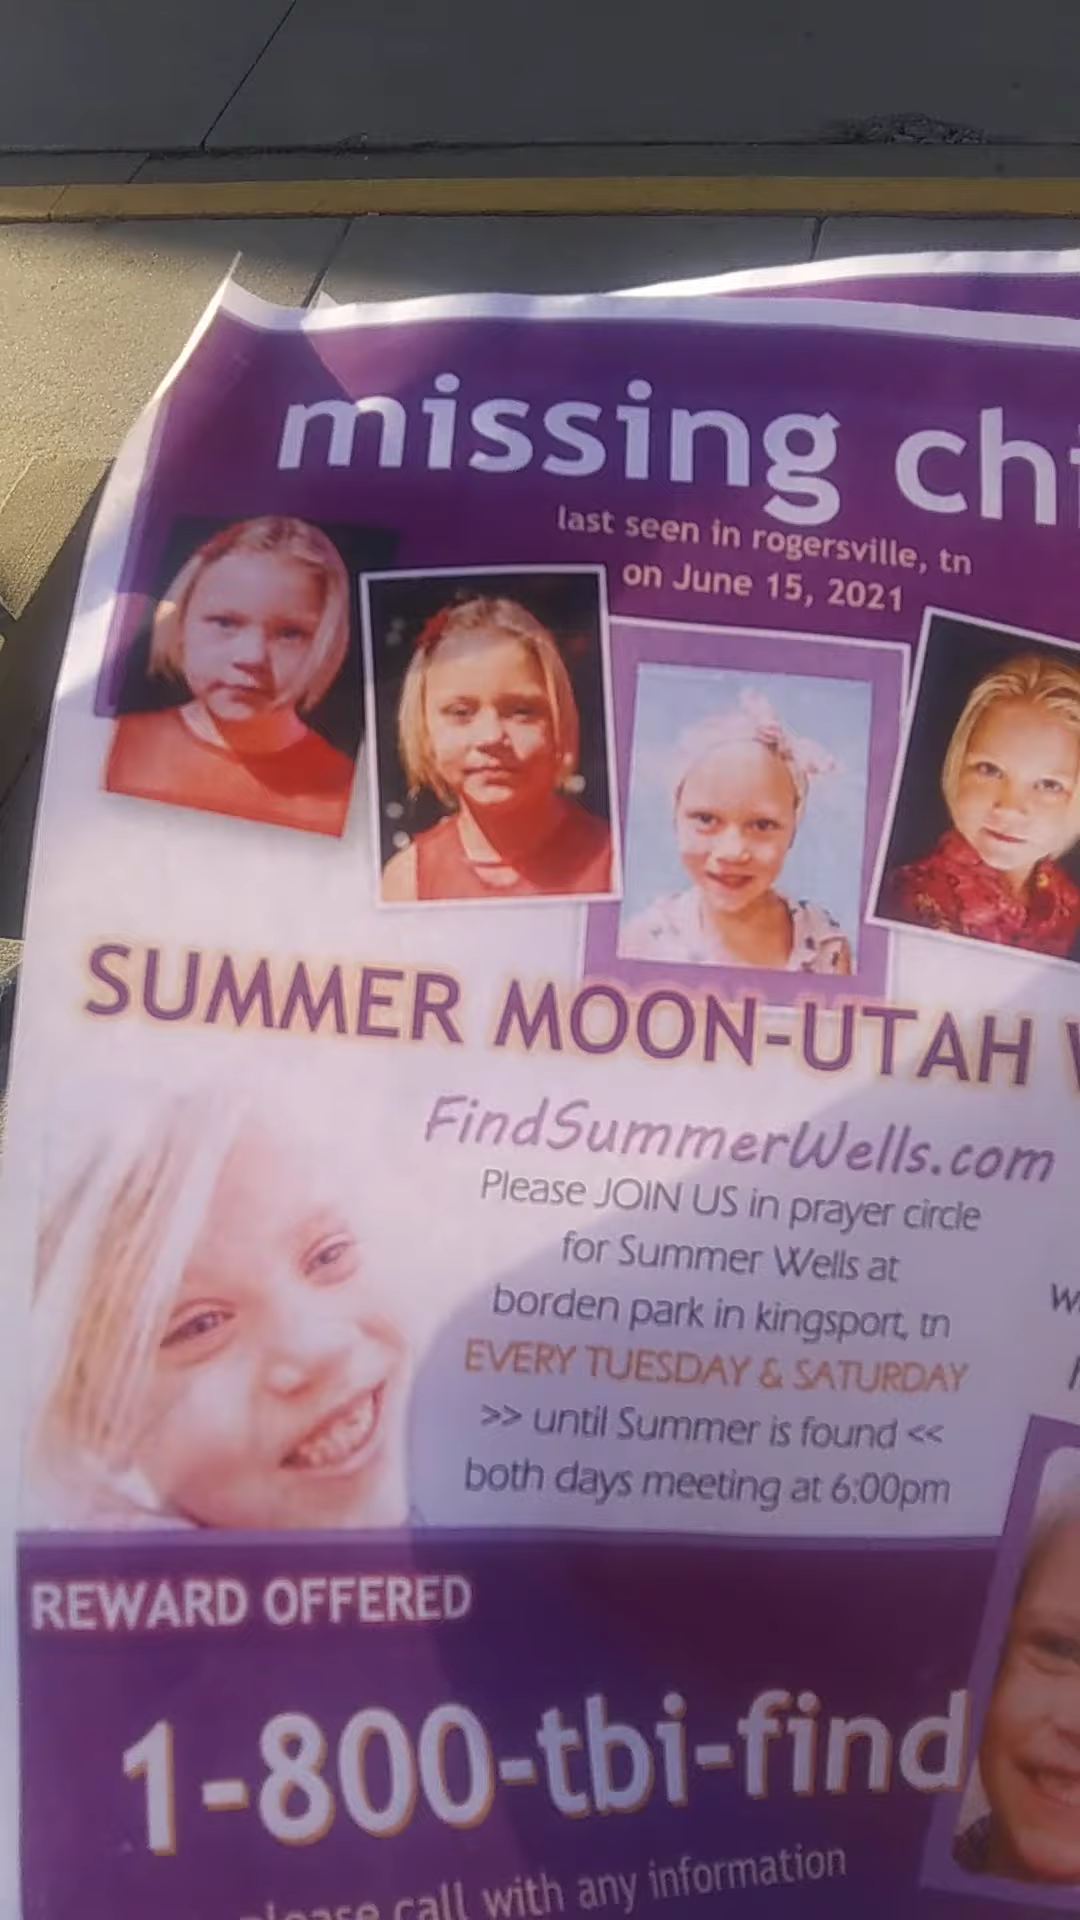 missing chi
last seen in rogersville, tn
on June 15, 2021
SUMMER MOON-UTAH
FindSummerWells.com
Please JOIN US in prayer circle
for Summer Wells at
borden park in kingsport, tn
EVERY TUESDAY & SATURDAY
>> until Summer is found <<
both days meeting at 6:00pm
REWARD OFFERED
1-800-tbi-find
please call with any information